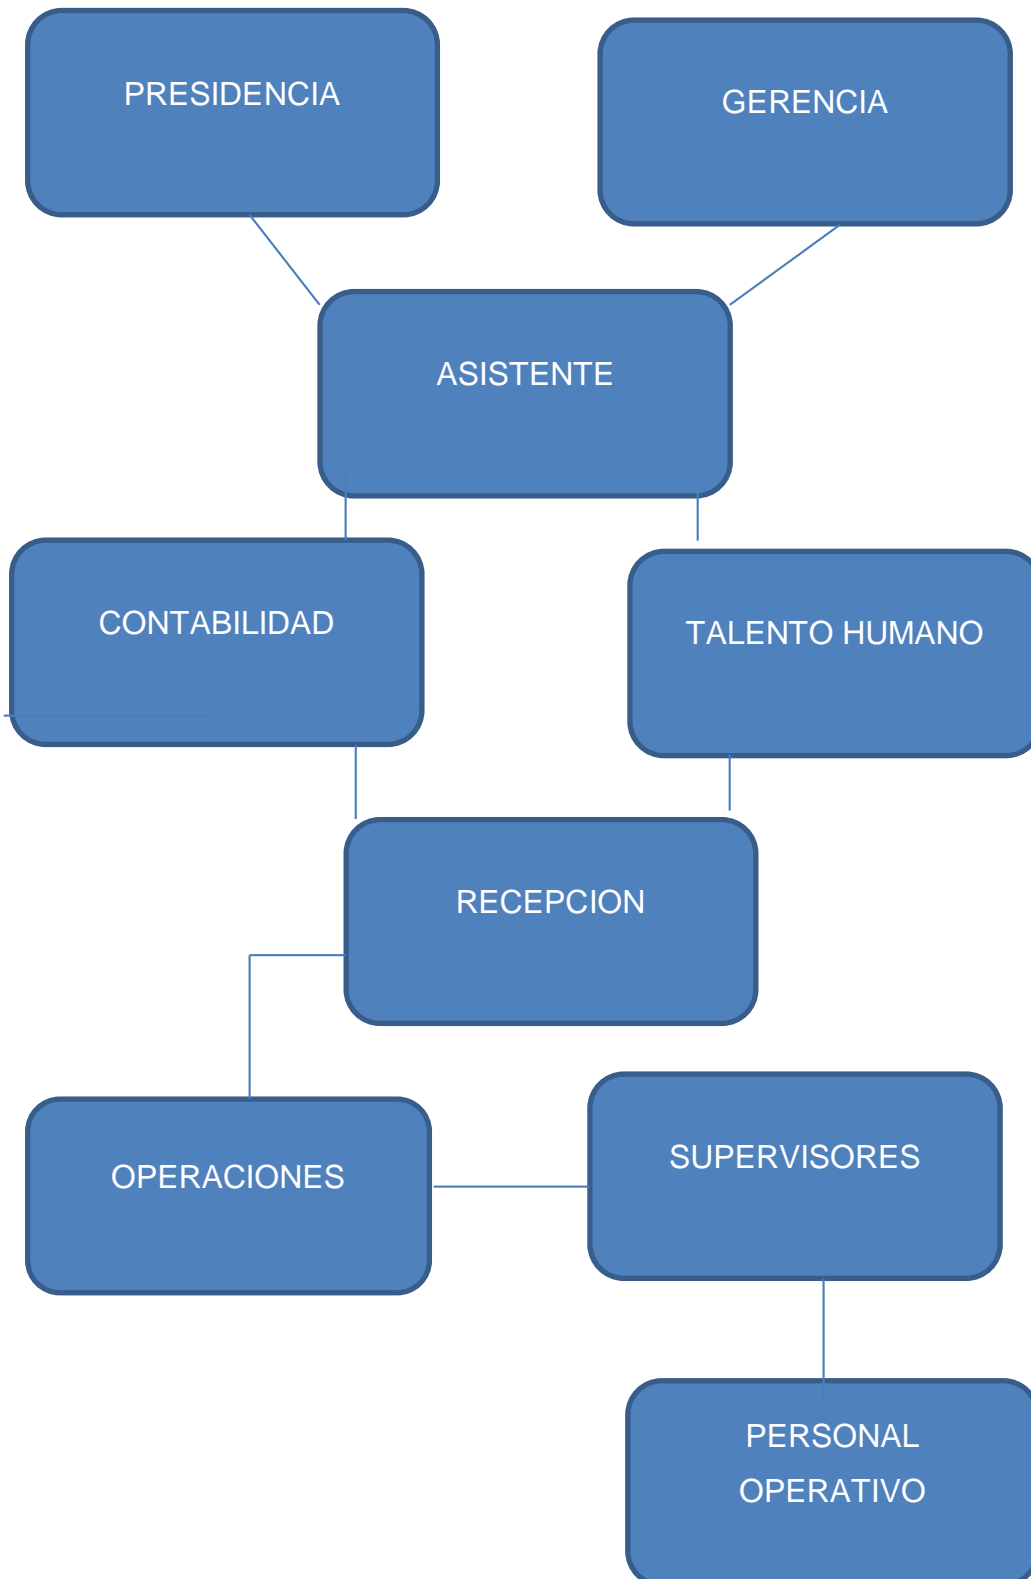 PRESIDENCIA
GERENCIA
ASISTENTE
CONTABILIDAD
TALENTO HUMANO
RECEPCION
OPERACIONES
SUPERVISORES
PERSONAL
OPERATIVO